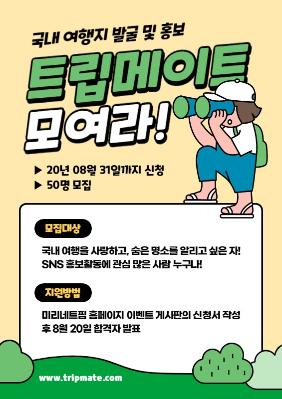 국내 여행지 발굴 및 홍보
트립메이트
모여라!
▶ 20년 08월 31일까지 신청
▶ 50명 모집
모집대상
국내 여행을 사랑하고, 숨은 명소를 알리고 싶은 자!
SNS 홍보활동에 관심 많은 사람 누구나!
지원방법
미리네트핌 홈페이지 이벤트 게시판의 신청서 작성
후 8월 20일 합격자 발표
www.tripmate.com